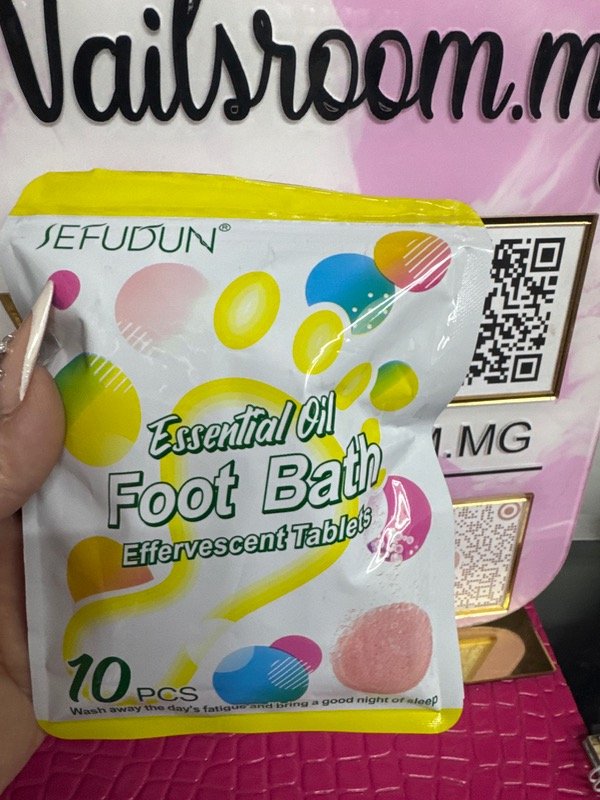 Nailsroom.m
SEFUDUN®
Essential Oil
Foot Bath
Effervescent Tablets
10 PCS
Wash away the day's fatigue and bring a good night of sleep
M.MG